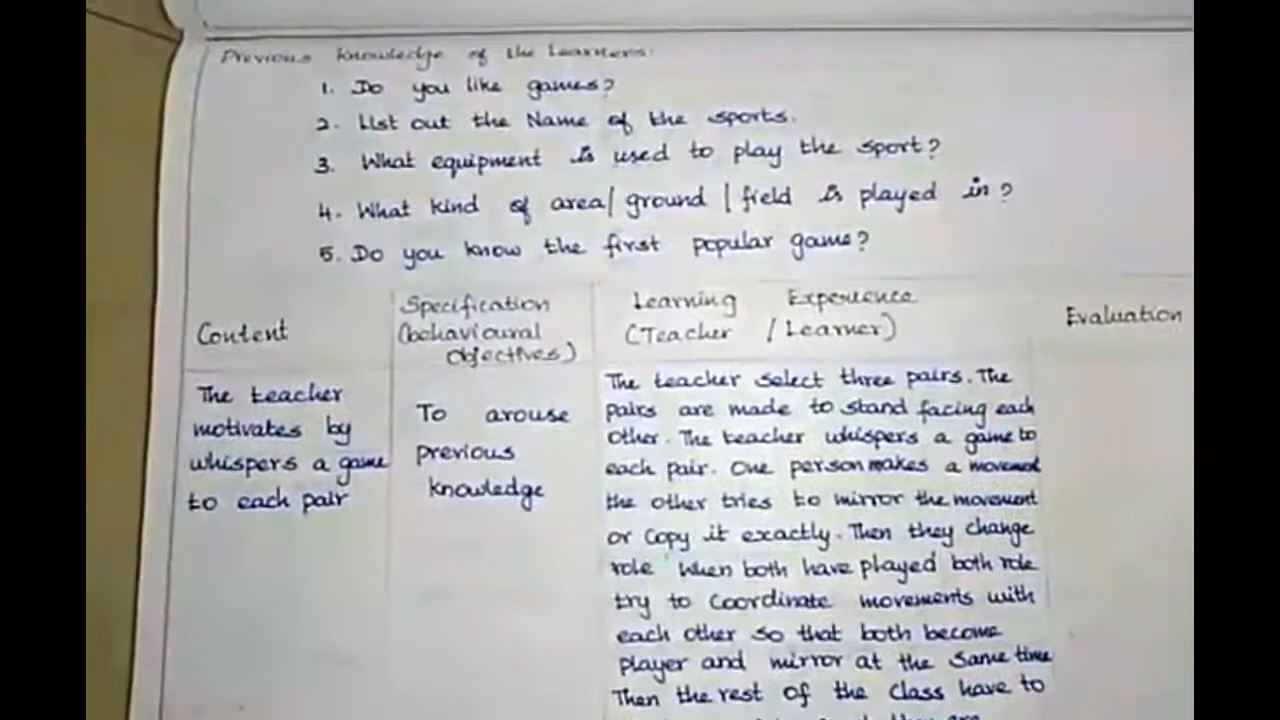 Previous knowledge of the Learners.
1. Do you like games?
2. List out the Name of the sports.
3. What equipment is used to play the sport?
4. What kind of area/ ground / field is played in?
5. Do you know the first popular game?
Content
Specification
(behavioural
objectives)
Learning Experience
(Teacher / Learner)
Evaluation
The teacher
motivates by
whispers a game
to each pair
To arouse
previous
knowledge
The teacher select three pairs. The
pairs are made to stand facing each
other. The teacher whispers a game to
each pair. One person makes a movement
the other tries to mirror the movement
or Copy it exactly. Then they change
role When both have played both role
try to Coordinate movements with
each other so that both become
player and mirror at the same time
Then the rest of the class have to